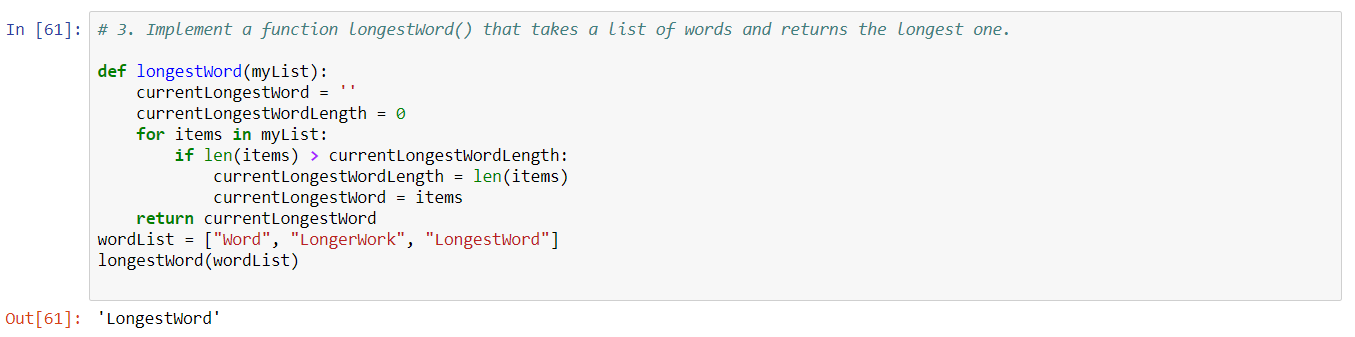 In [61]: # 3. Implement a function longestWord() that takes a list of words and returns the longest one.
def longestWord(myList):
    currentLongestWord = ''
    currentLongestWordLength = 0
    for items in myList:
        if len(items) > currentLongestWordLength:
            currentLongestWordLength = len(items)
            currentLongestWord = items
    return currentLongestWord
wordList = ["Word", "LongerWork", "LongestWord"]
longestWord(wordList)
Out[61]: 'LongestWord'